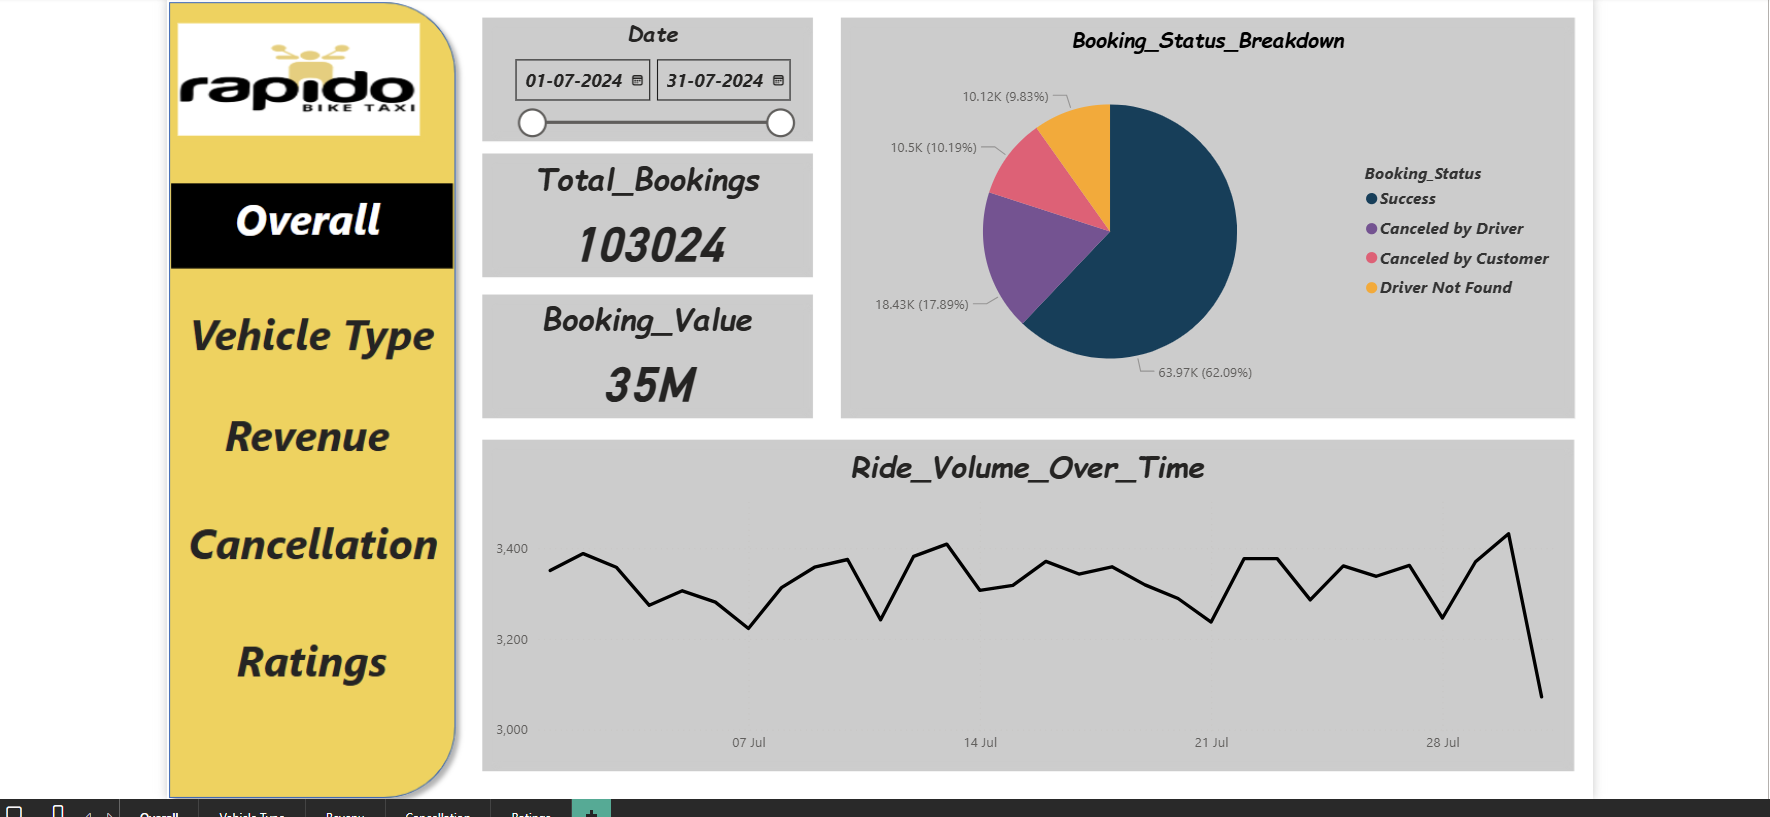 rapido
BIKE TAXI
Overall
Vehicle Type
Revenue
Cancellation
Ratings
Date
01-07-2024 31-07-2024
Total_Bookings
103024
Booking_Value
35M
Booking_Status_Breakdown
10.12K (9.83%)
10.5K (10.19%)
18.43K (17.89%)
63.97K (62.09%)
Booking_Status
Success
Canceled by Driver
Canceled by Customer
Driver Not Found
Ride_Volume_Over_Time
3,400
3,200
3,000
07 Jul 14 Jul 21 Jul 28 Jul
Overall Vehicle Type Cancellation Ratings